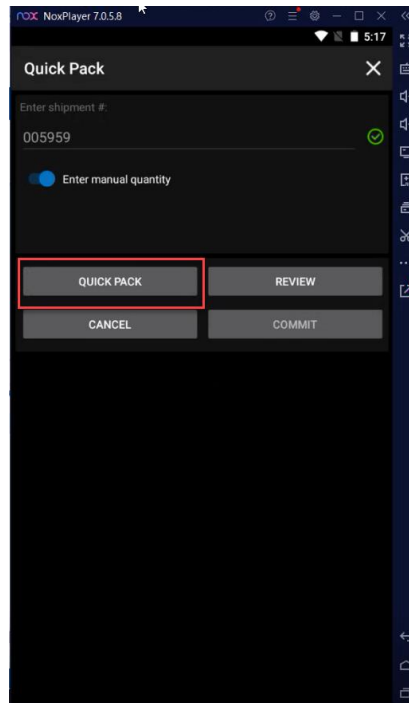 nox NoxPlayer 7.0.5.8
5:17
Quick Pack
Enter shipment #:
005959
Enter manual quantity
QUICK PACK
REVIEW
CANCEL
COMMIT